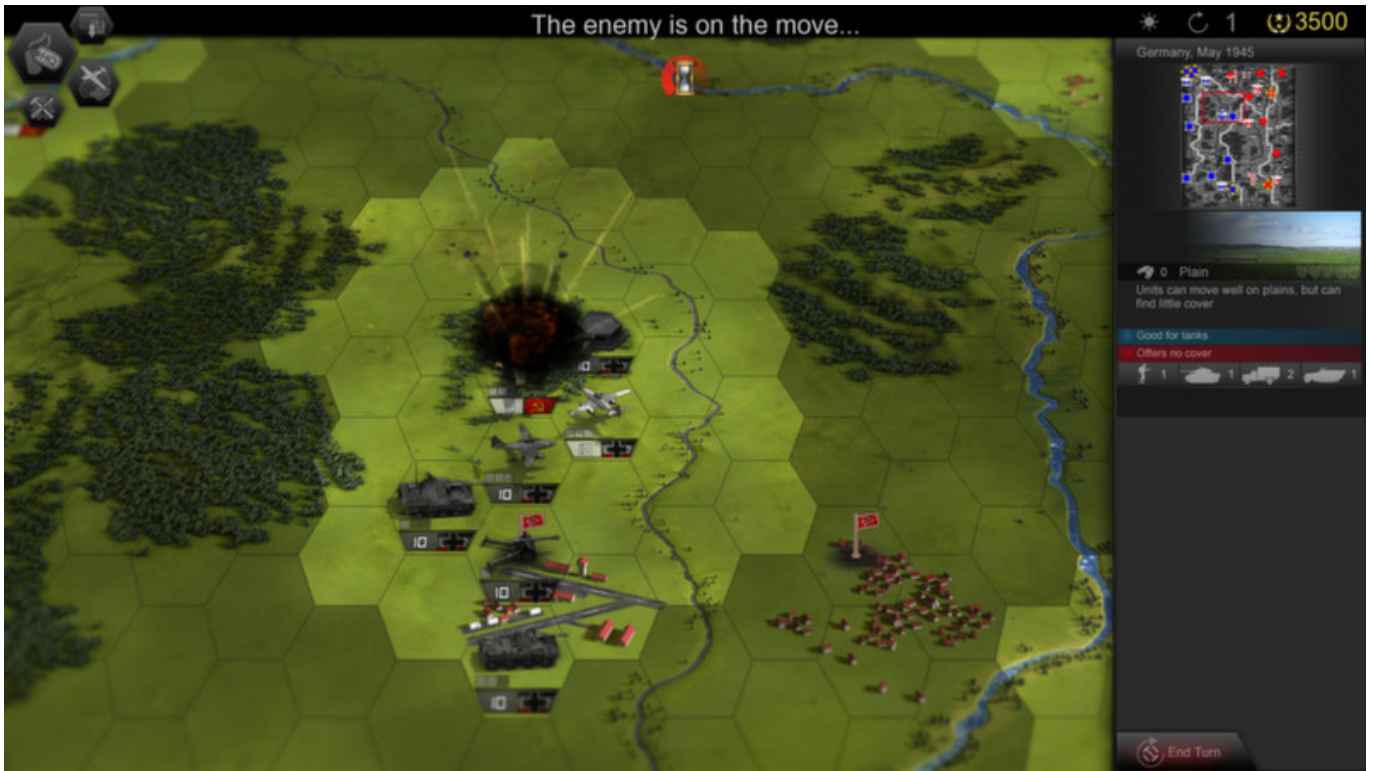 The enemy is on the move...
1
3500
Germany, May 1945
0 Plain
Units can move well on plains, but can
find little cover
Good for tanks
Offers no cover
1 1 2 1
10
10
10
10
10
End Turn